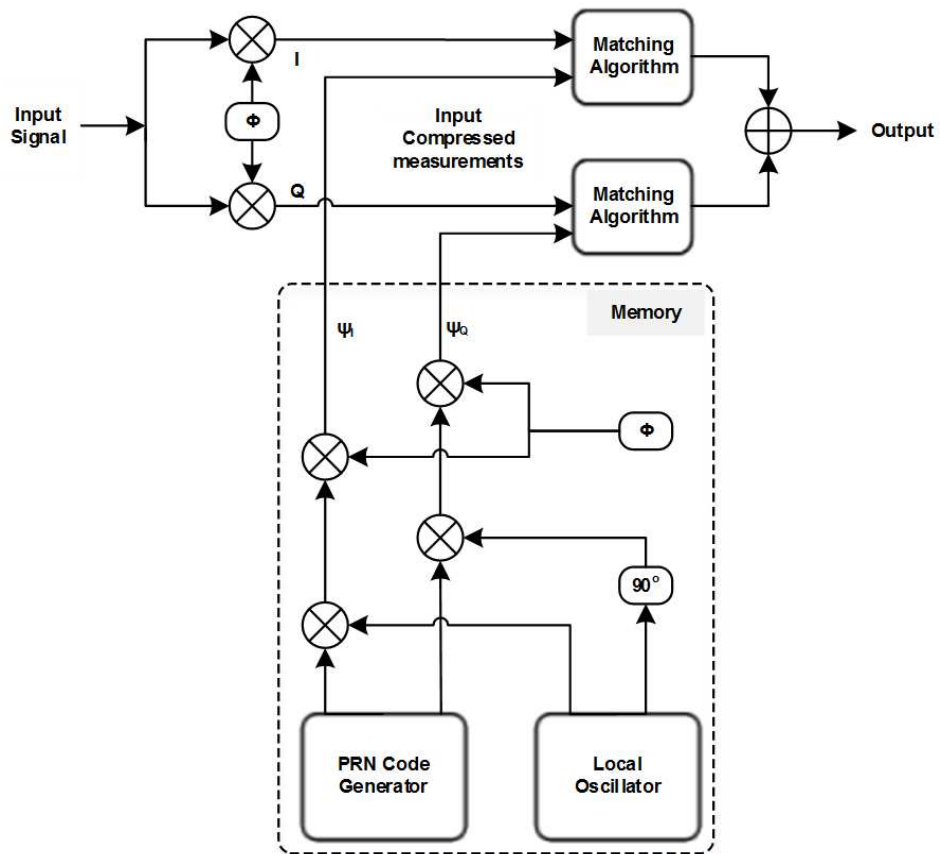 Input
Signal
I
Φ
Q
Input
Compressed
measurements
Matching
Algorithm
Matching
Algorithm
Output
Memory
ΨI
ΨQ
Φ
90°
PRN Code
Generator
Local
Oscillator